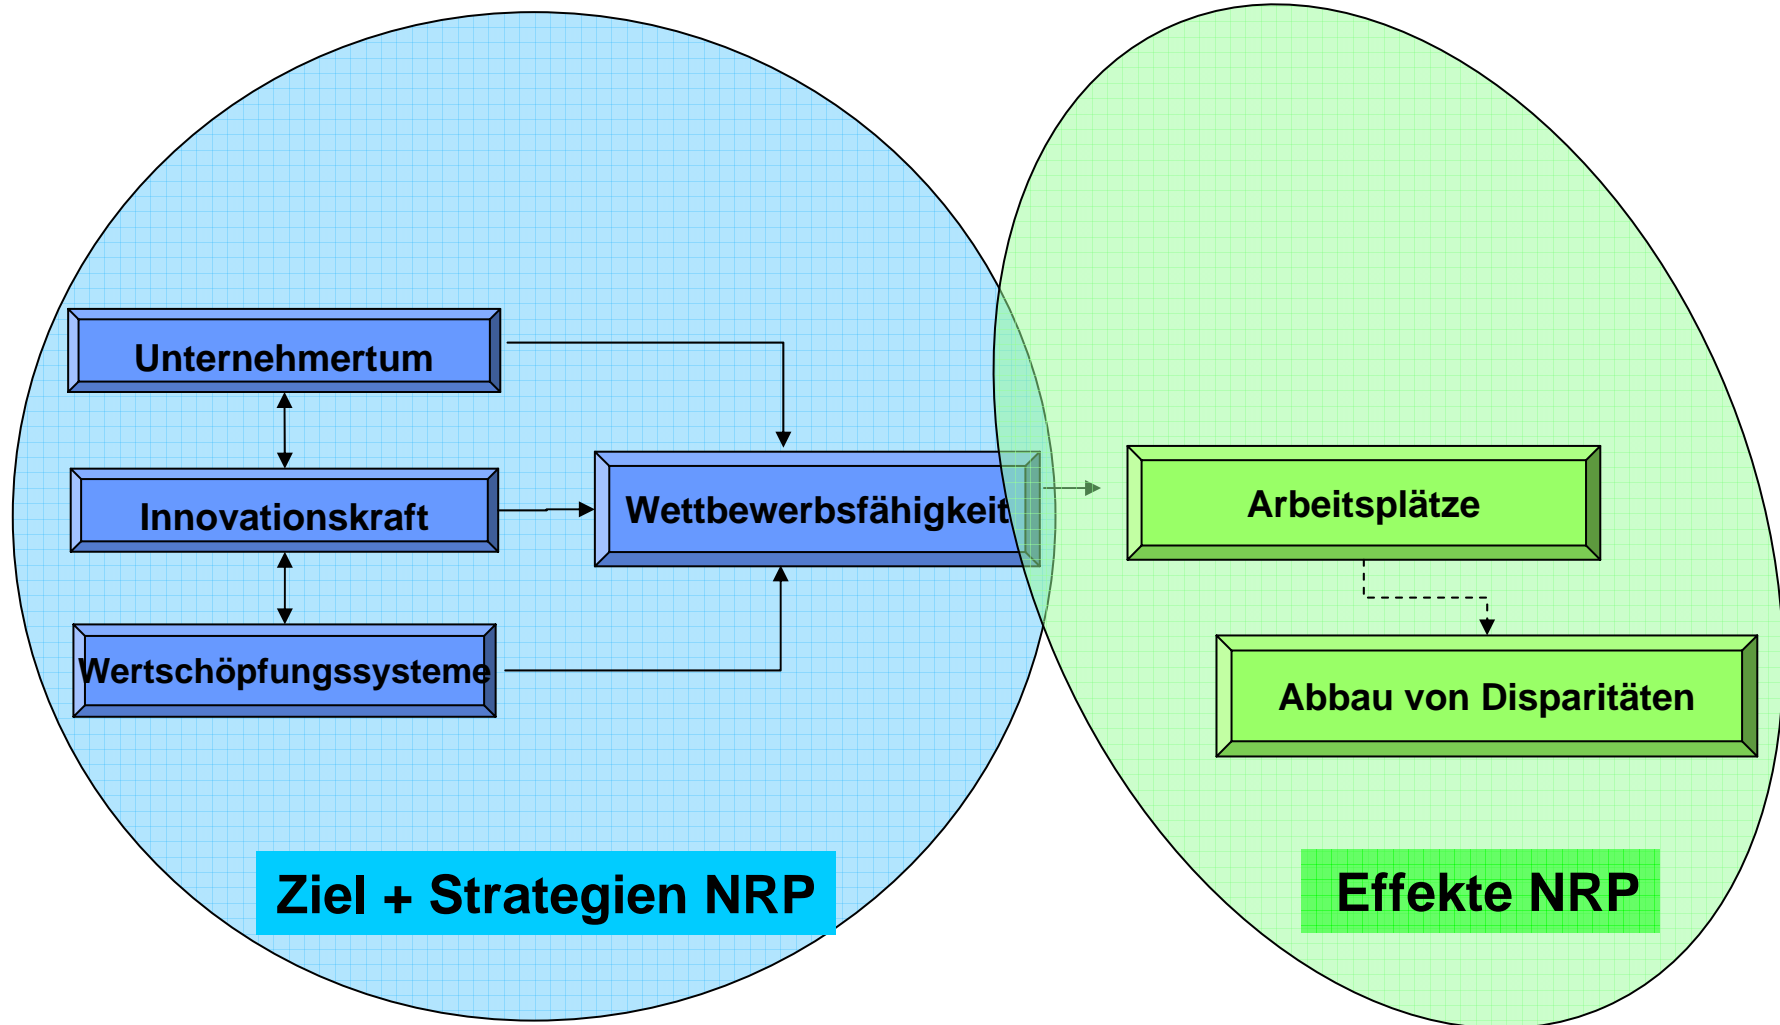 Unternehmertum
Innovationskraft
Wertschöpfungssysteme
Wettbewerbsfähigkeit
Arbeitsplätze
Abbau von Disparitäten
Ziel + Strategien NRP
Effekte NRP